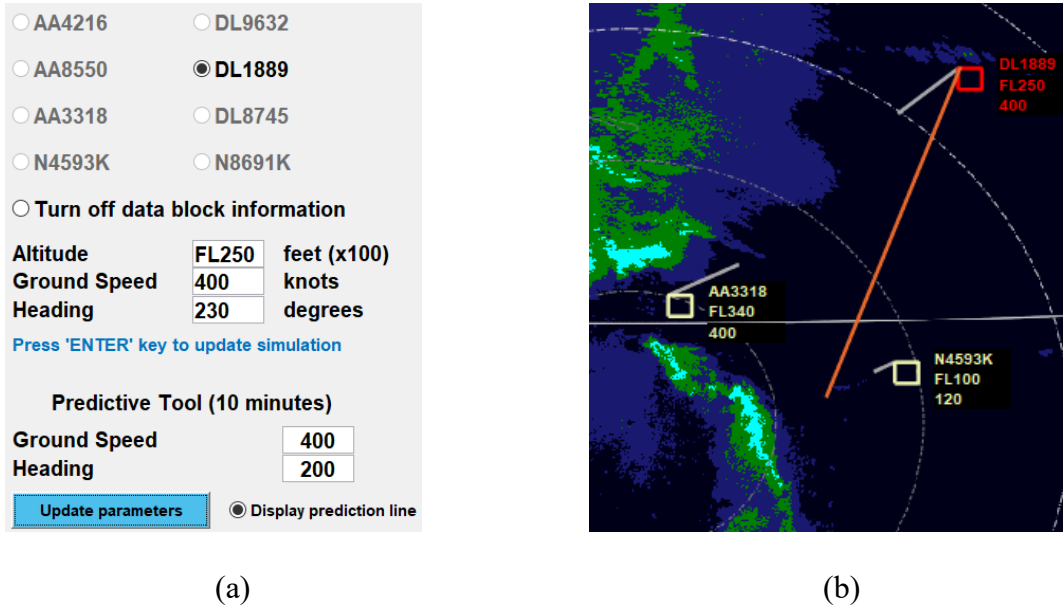 AA4216 DL9632
AA8550 DL1889
AA3318 DL8745
N4593K N8691K
Turn off data block information
Altitude FL250 feet (x100)
Ground Speed 400 knots
Heading 230 degrees
Press 'ENTER' key to update simulation
Predictive Tool (10 minutes)
Ground Speed 400
Heading 200
Update parameters Display prediction line
(a)
DL1889
FL250
400
AA3318
FL340
400
N4593K
FL100
120
(b)